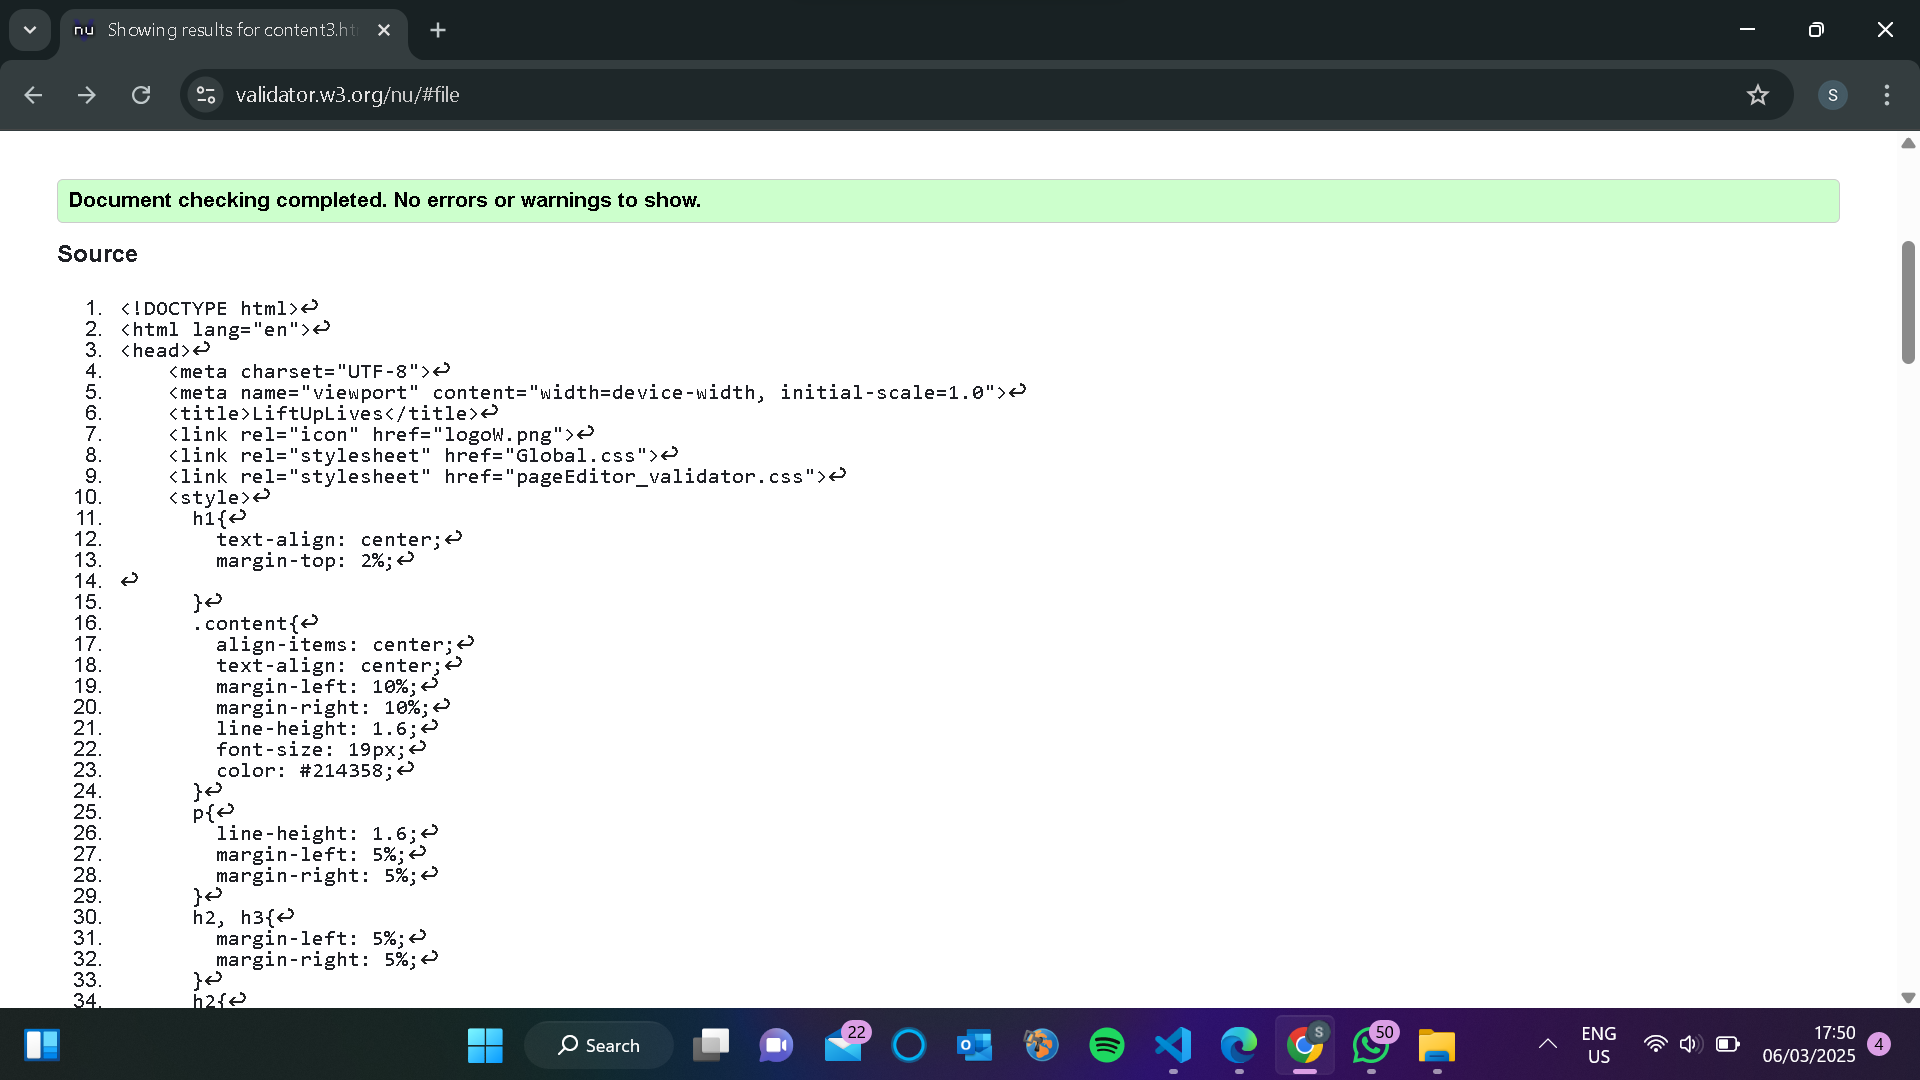 nu Showing results for content3.ht
validator.w3.org/nu/#file
S
Document checking completed. No errors or warnings to show.
Source
1. <!DOCTYPE html>↩
2. <html lang="en">↩
3. <head>↩
4.     <meta charset="UTF-8">↩
5.     <meta name="viewport" content="width=device-width, initial-scale=1.0">↩
6.     <title>LiftUpLives</title>↩
7.     <link rel="icon" href="logoW.png">↩
8.     <link rel="stylesheet" href="Global.css">↩
9.     <link rel="stylesheet" href="pageEditor_validator.css">↩
10.     <style>↩
11.       h1{↩
12.         text-align: center;↩
13.         margin-top: 2%;↩
14. ↩
15.       }↩
16.       .content{↩
17.         align-items: center;↩
18.         text-align: center;↩
19.         margin-left: 10%;↩
20.         margin-right: 10%;↩
21.         line-height: 1.6;↩
22.         font-size: 19px;↩
23.         color: #214358;↩
24.       }↩
25.       p{↩
26.         line-height: 1.6;↩
27.         margin-left: 5%;↩
28.         margin-right: 5%;↩
29.       }↩
30.       h2, h3{↩
31.         margin-left: 5%;↩
32.         margin-right: 5%;↩
33.       }↩
34.       h2{↩
Search
22
S
50
ENG
US
17:50
06/03/2025
4